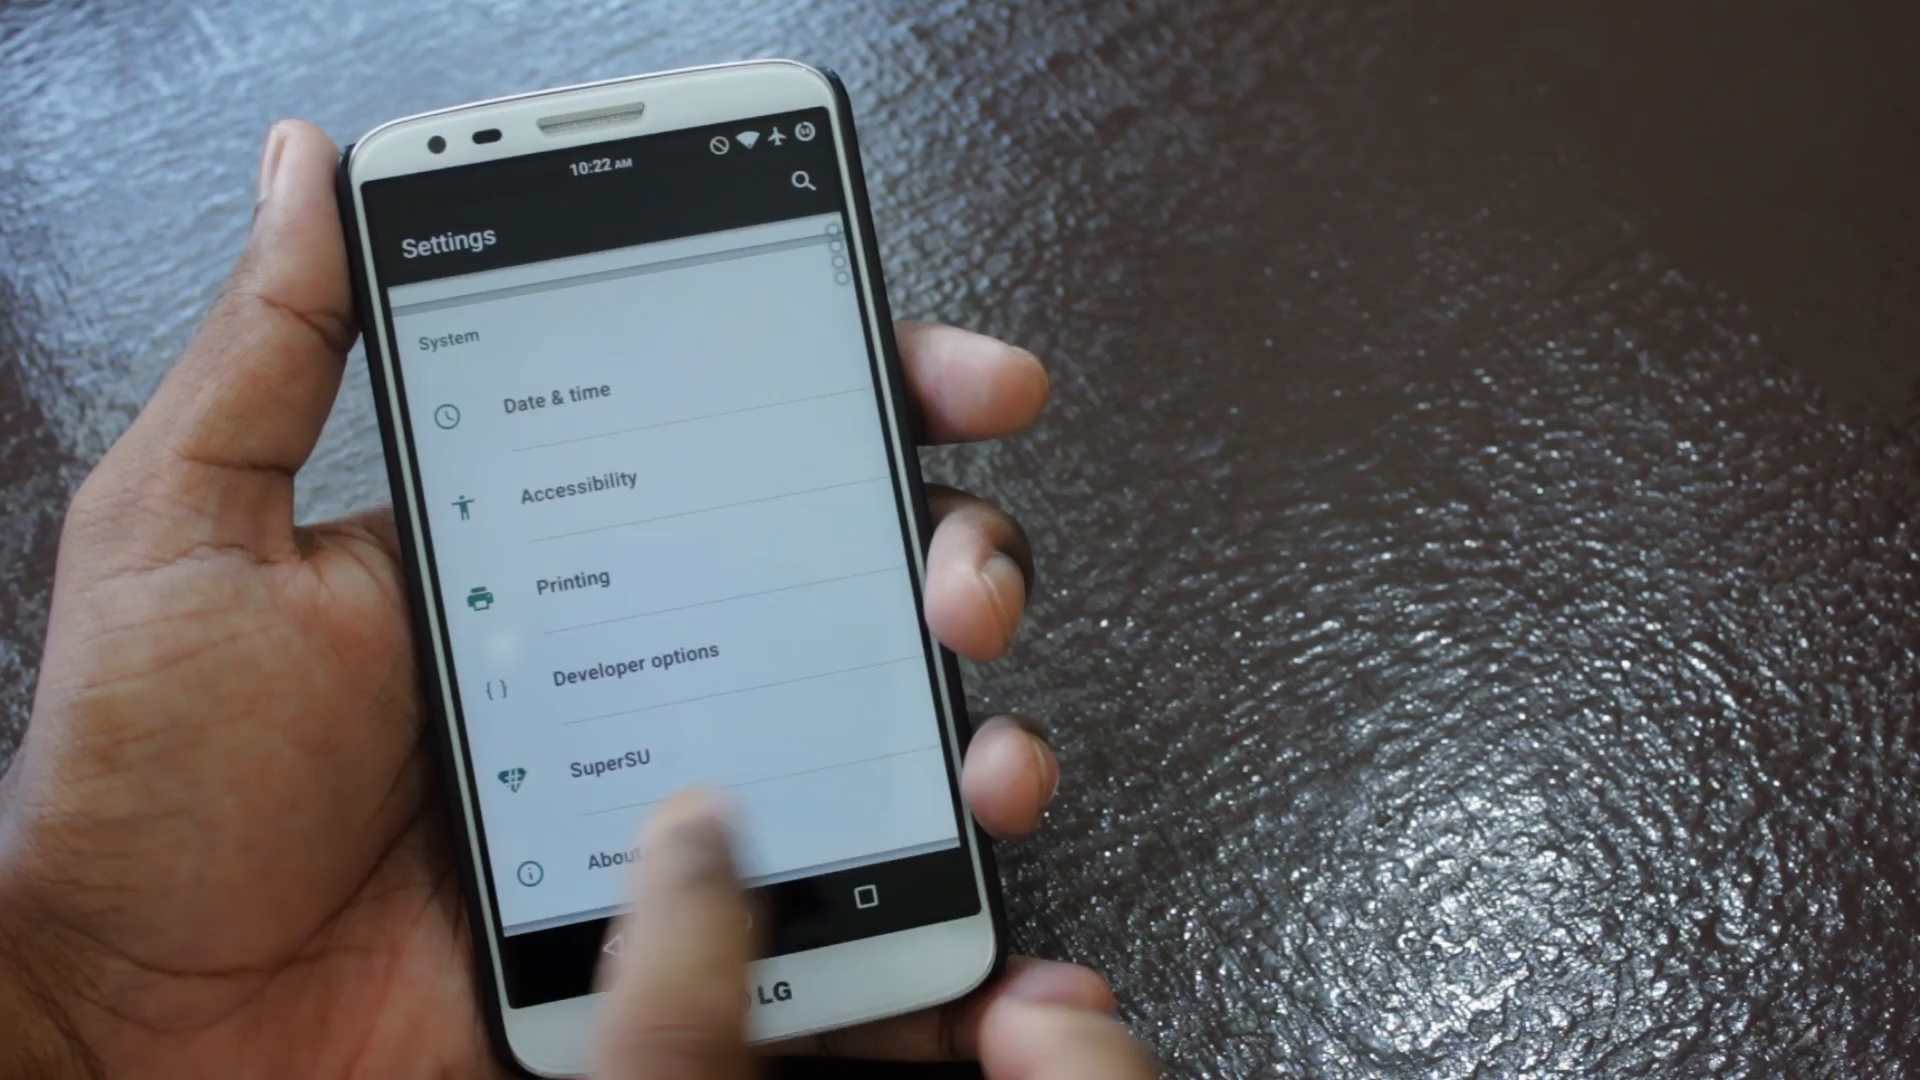 10:22 AM
Settings
System
Date & time
Accessibility
Printing
Developer options
SuperSU
About
LG